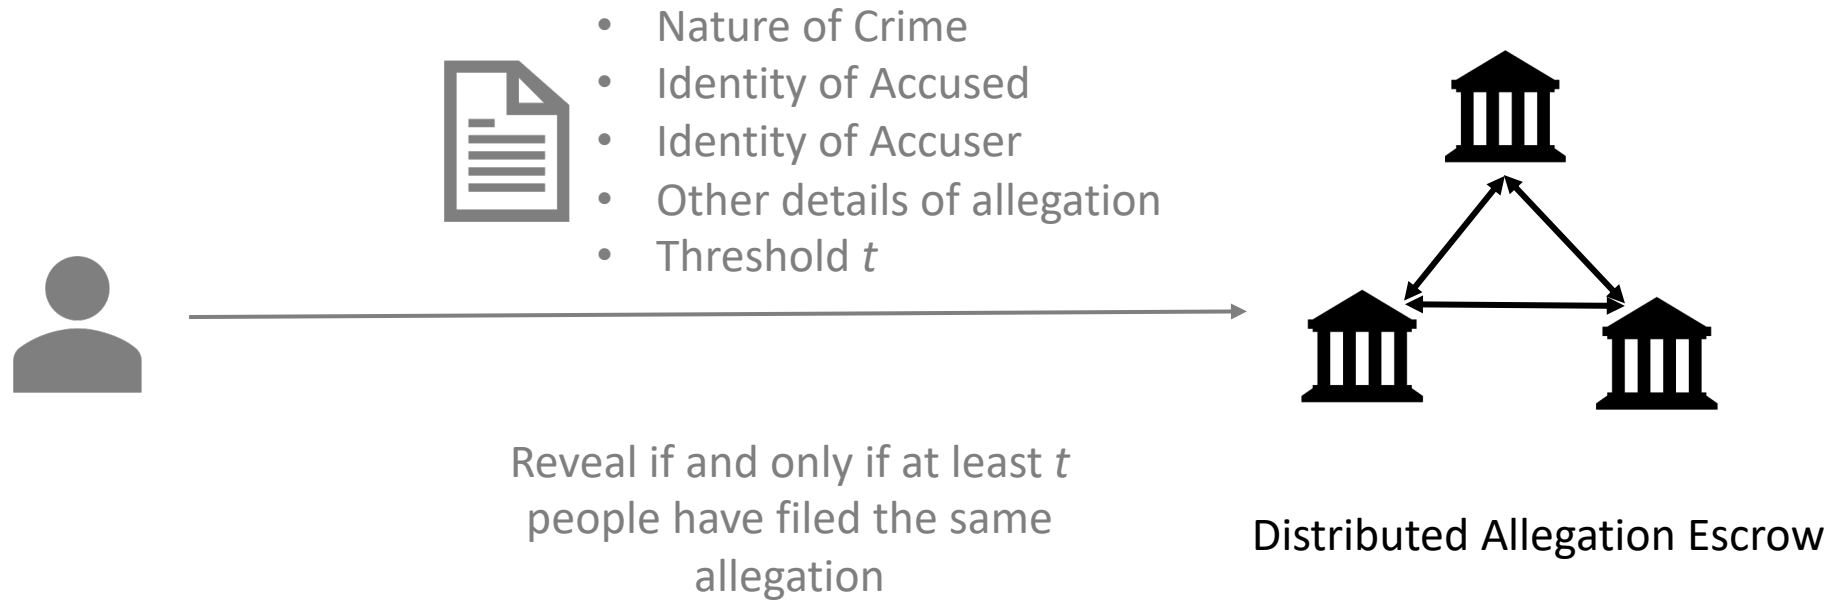 • Nature of Crime
• Identity of Accused
• Identity of Accuser
• Other details of allegation
• Threshold t
Reveal if and only if at least t
people have filed the same
allegation
Distributed Allegation Escrow